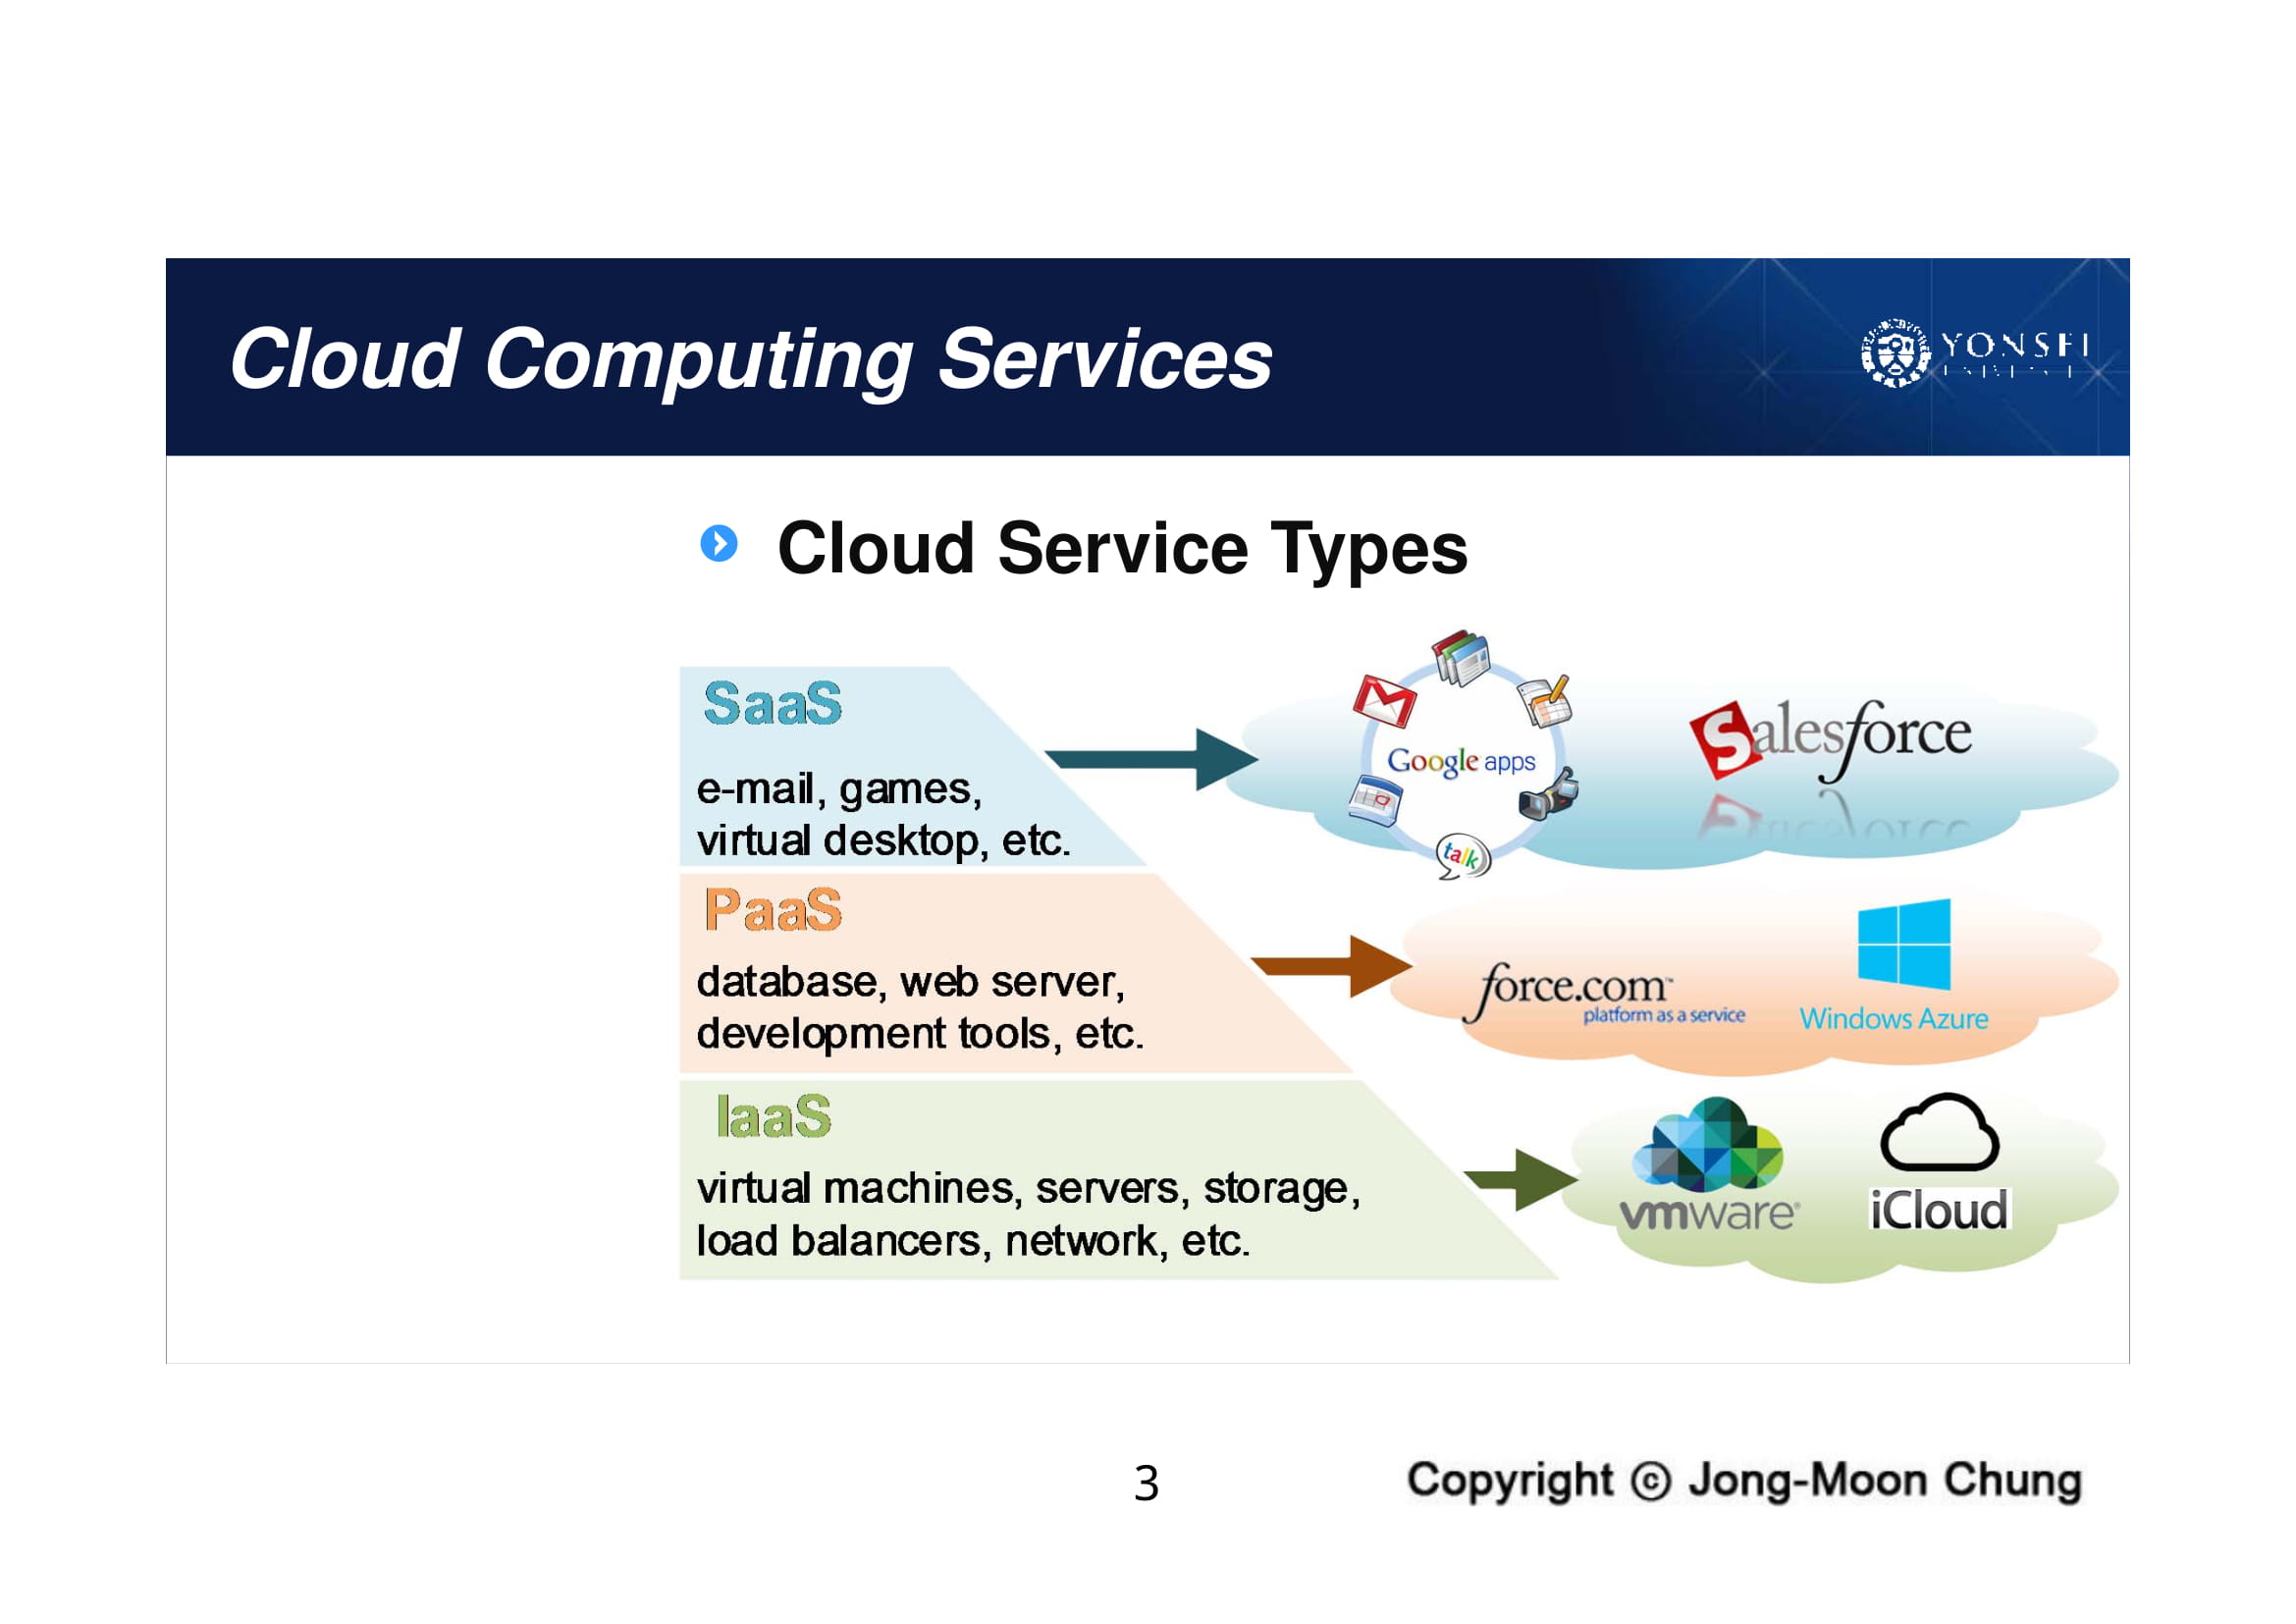 Cloud Computing Services
YONSEI
Cloud Service Types
SaaS
e-mail, games,
virtual desktop, etc.
Google apps
talk
Salesforce
PaaS
database, web server,
development tools, etc.
force.com™
platform as a service
Windows Azure
IaaS
virtual machines, servers, storage,
load balancers, network, etc.
vmware®
iCloud
3
Copyright © Jong-Moon Chung